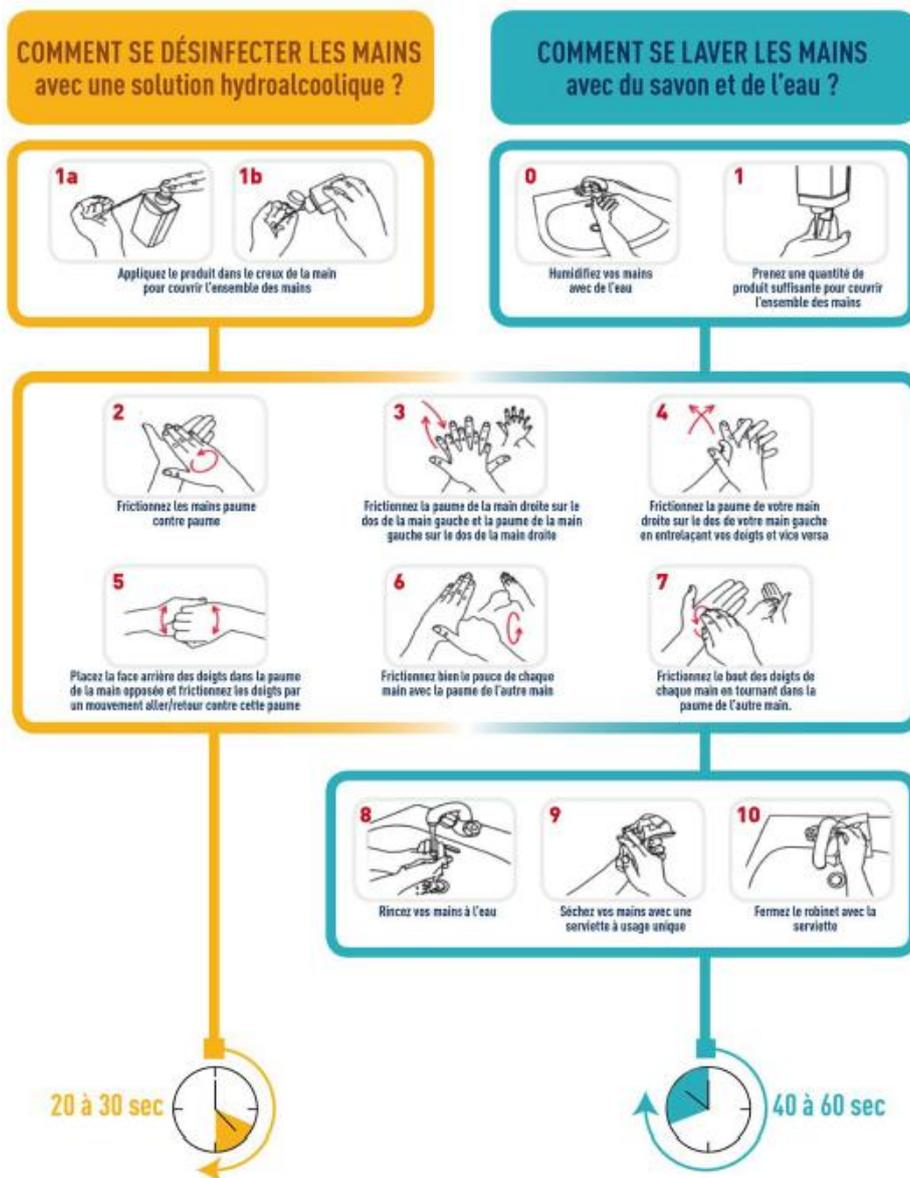 COMMENT SE DÉSINFECTER LES MAINS
avec une solution hydroalcoolique ?
COMMENT SE LAVER LES MAINS
avec du savon et de l'eau ?
1a
1b
Appliquez le produit dans le creux de la main
pour couvrir l'ensemble des mains
0
Humidifiez vos mains
avec de l'eau
1
Prenez une quantité de
produit suffisante pour couvrir
l'ensemble des mains
2
Frictionnez les mains paume
contre paume
3
Frictionnez la paume de la main droite sur le
dos de la main gauche et la paume de la main
gauche sur le dos de la main droite
4
Frictionnez la paume de votre main
droite sur le dos de votre main gauche
en entrelaçant vos doigts et vice versa
5
Placez la face arrière des doigts dans la paume
de la main opposée et frictionnez les doigts par
un mouvement aller/retour contre cette paume
6
Frictionnez bien le pouce de chaque
main avec la paume de l'autre main
7
Frictionnez le bout des doigts de
chaque main en tournant dans la
paume de l'autre main.
8
Rincez vos mains à l'eau
9
Séchez vos mains avec une
serviette à usage unique
10
Fermez le robinet avec la
serviette
20 à 30 sec
40 à 60 sec